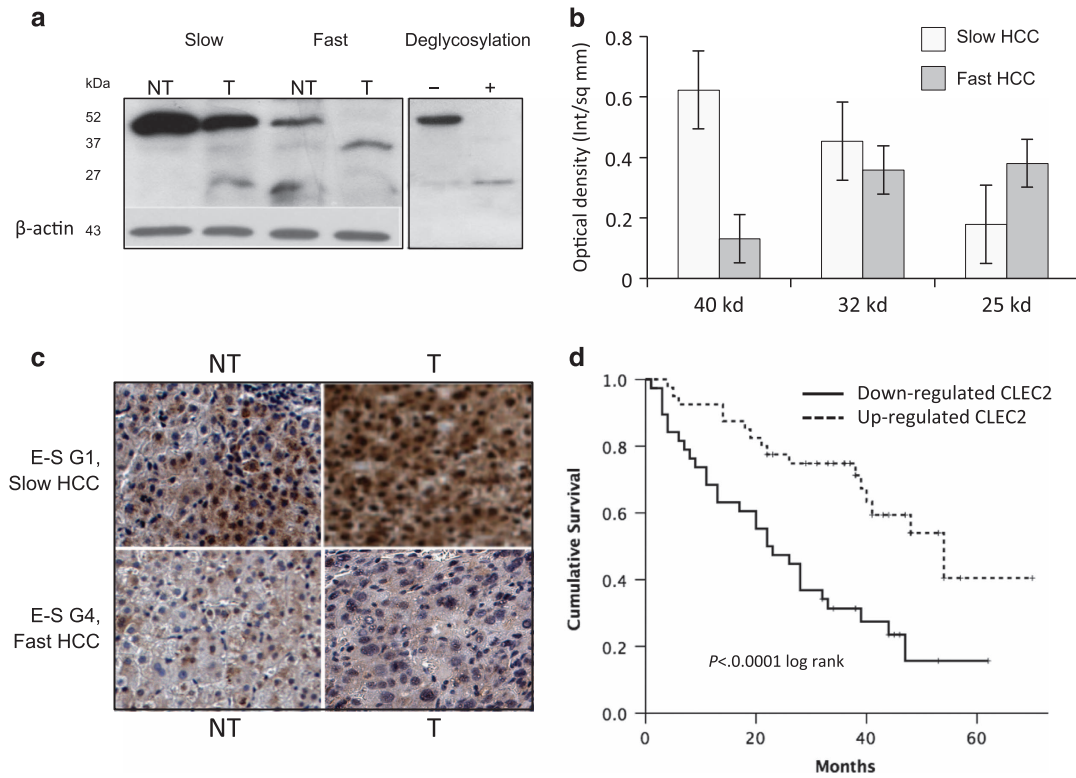 a
Slow Fast Deglycosylation
kDa NT T NT T – +
52
37
27
β-actin 43
b
Optical density (Int/sq mm)
0.8
0.6
0.4
0.2
0
Slow HCC
Fast HCC
40 kd 32 kd 25 kd
c
NT T
E-S G1,
Slow HCC
E-S G4,
Fast HCC
NT T
d
Cumulative Survival
1.0
0.8
0.6
0.4
0.2
0.0
Down-regulated CLEC2
Up-regulated CLEC2
P<.0.0001 log rank
0 20 40 60
Months